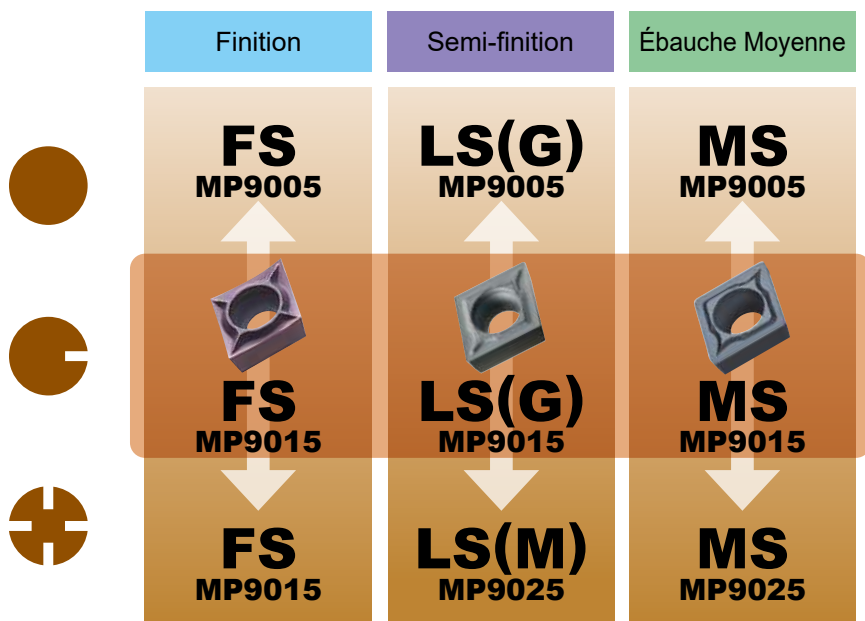 Finition
Semi-finition
Ébauche Moyenne
FS
LS(G)
MS
MP9005
MP9005
MP9005
FS
LS(G)
MS
MP9015
MP9015
MP9015
FS
LS(M)
MS
MP9015
MP9025
MP9025